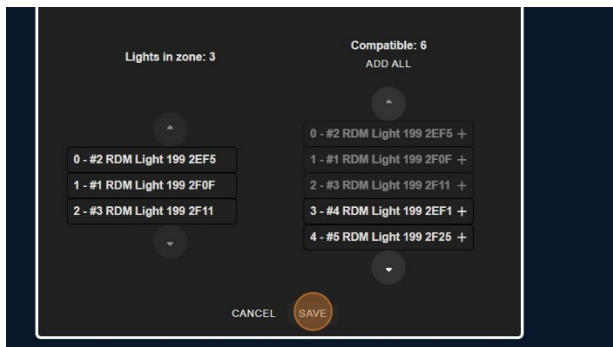 Lights in zone: 3
Compatible: 6
ADD ALL
0 - #2 RDM Light 199 2EF5
1 - #1 RDM Light 199 2F0F
2 - #3 RDM Light 199 2F11
0 - #2 RDM Light 199 2EF5 +
1 - #1 RDM Light 199 2F0F +
2 - #3 RDM Light 199 2F11 +
3 - #4 RDM Light 199 2EF1 +
4 - #5 RDM Light 199 2F25 +
CANCEL
SAVE